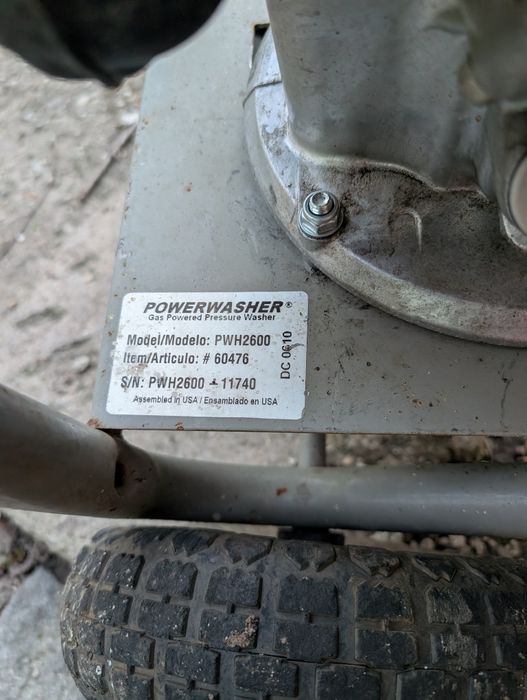 POWERWASHER®
Gas Powered Pressure Washer
Model/Modelo: PWH2600
Item/Articulo: # 60476
S/N: PWH2600 - 11740
Assembled in USA / Ensamblado en USA
DC 0610